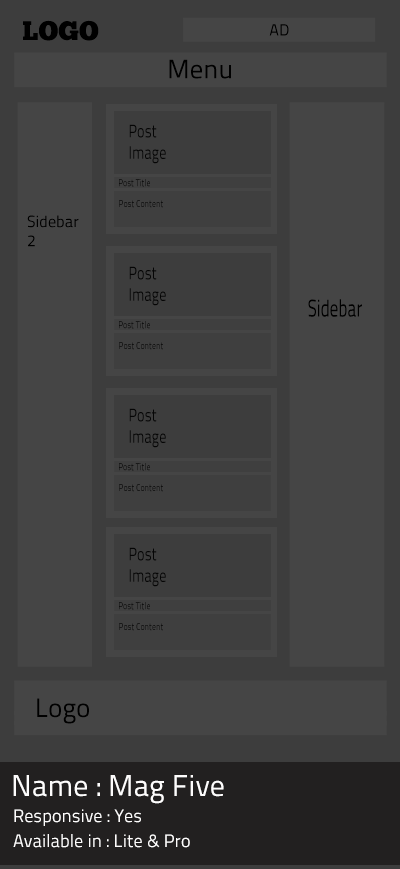 LOGO
AD
Menu
Sidebar
2
Post
Image
Post Title
Post Content
Post
Image
Post Title
Post Content
Post
Image
Post Title
Post Content
Post
Image
Post Title
Post Content
Sidebar
Logo
Name : Mag Five
Responsive : Yes
Available in : Lite & Pro